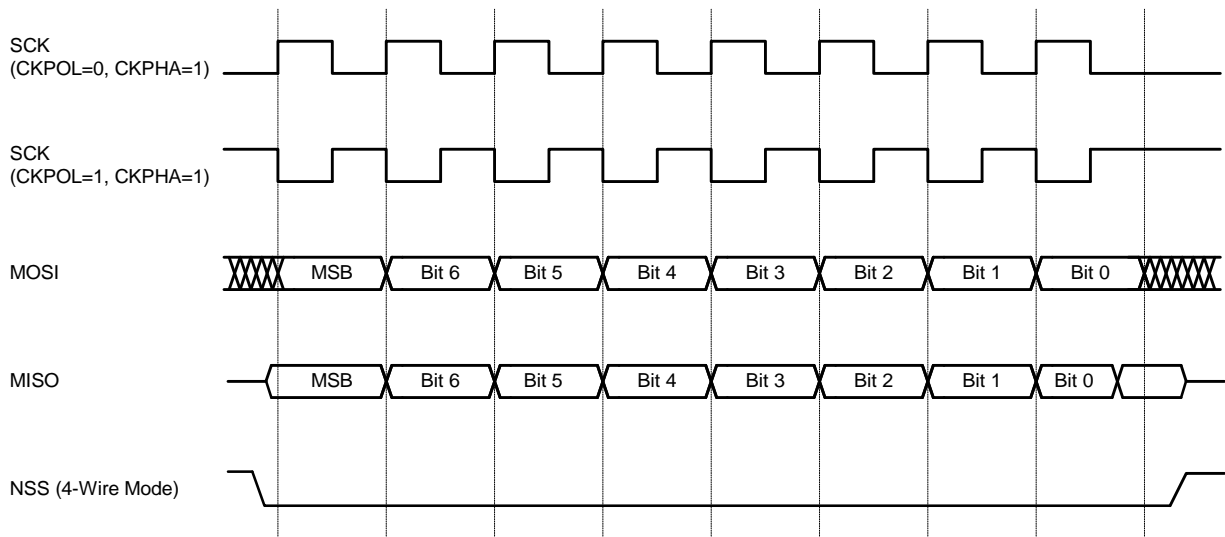 SCK
(CKPOL=0, CKPHA=1)
SCK
(CKPOL=1, CKPHA=1)
MOSI
MSB Bit 6 Bit 5 Bit 4 Bit 3 Bit 2 Bit 1 Bit 0
MISO
MSB Bit 6 Bit 5 Bit 4 Bit 3 Bit 2 Bit 1 Bit 0
NSS (4-Wire Mode)